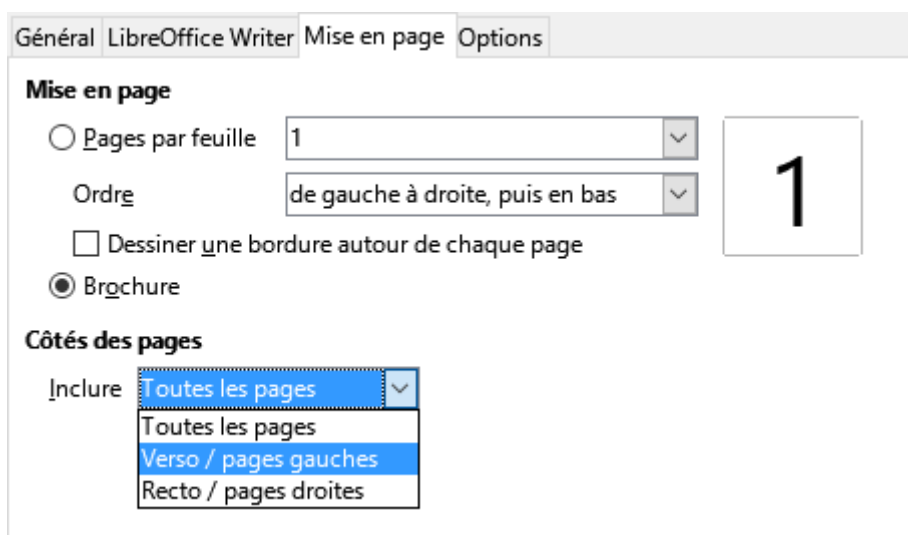 Général LibreOffice Writer Mise en page Options
Mise en page
Pages par feuille 1
1
Ordre de gauche à droite, puis en bas
Dessiner une bordure autour de chaque page
Brochure
Côtés des pages
Inclure Toutes les pages
Toutes les pages
Verso / pages gauches
Recto / pages droites